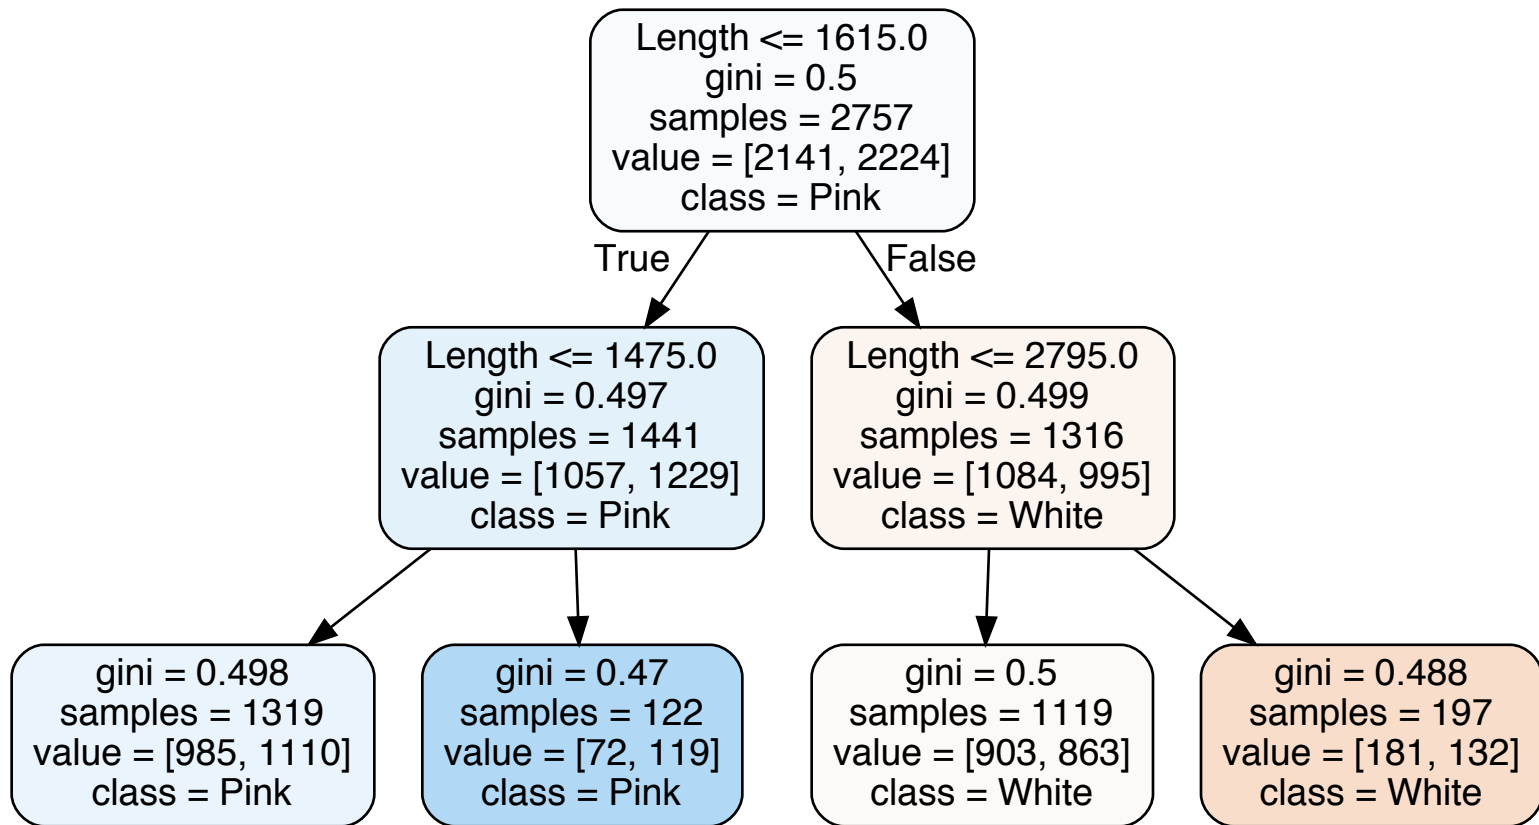 Length <= 1615.0
gini = 0.5
samples = 2757
value = [2141, 2224]
class = Pink
True
False
Length <= 1475.0
gini = 0.497
samples = 1441
value = [1057, 1229]
class = Pink
Length <= 2795.0
gini = 0.499
samples = 1316
value = [1084, 995]
class = White
gini = 0.498
samples = 1319
value = [985, 1110]
class = Pink
gini = 0.47
samples = 122
value = [72, 119]
class = Pink
gini = 0.5
samples = 1119
value = [903, 863]
class = White
gini = 0.488
samples = 197
value = [181, 132]
class = White